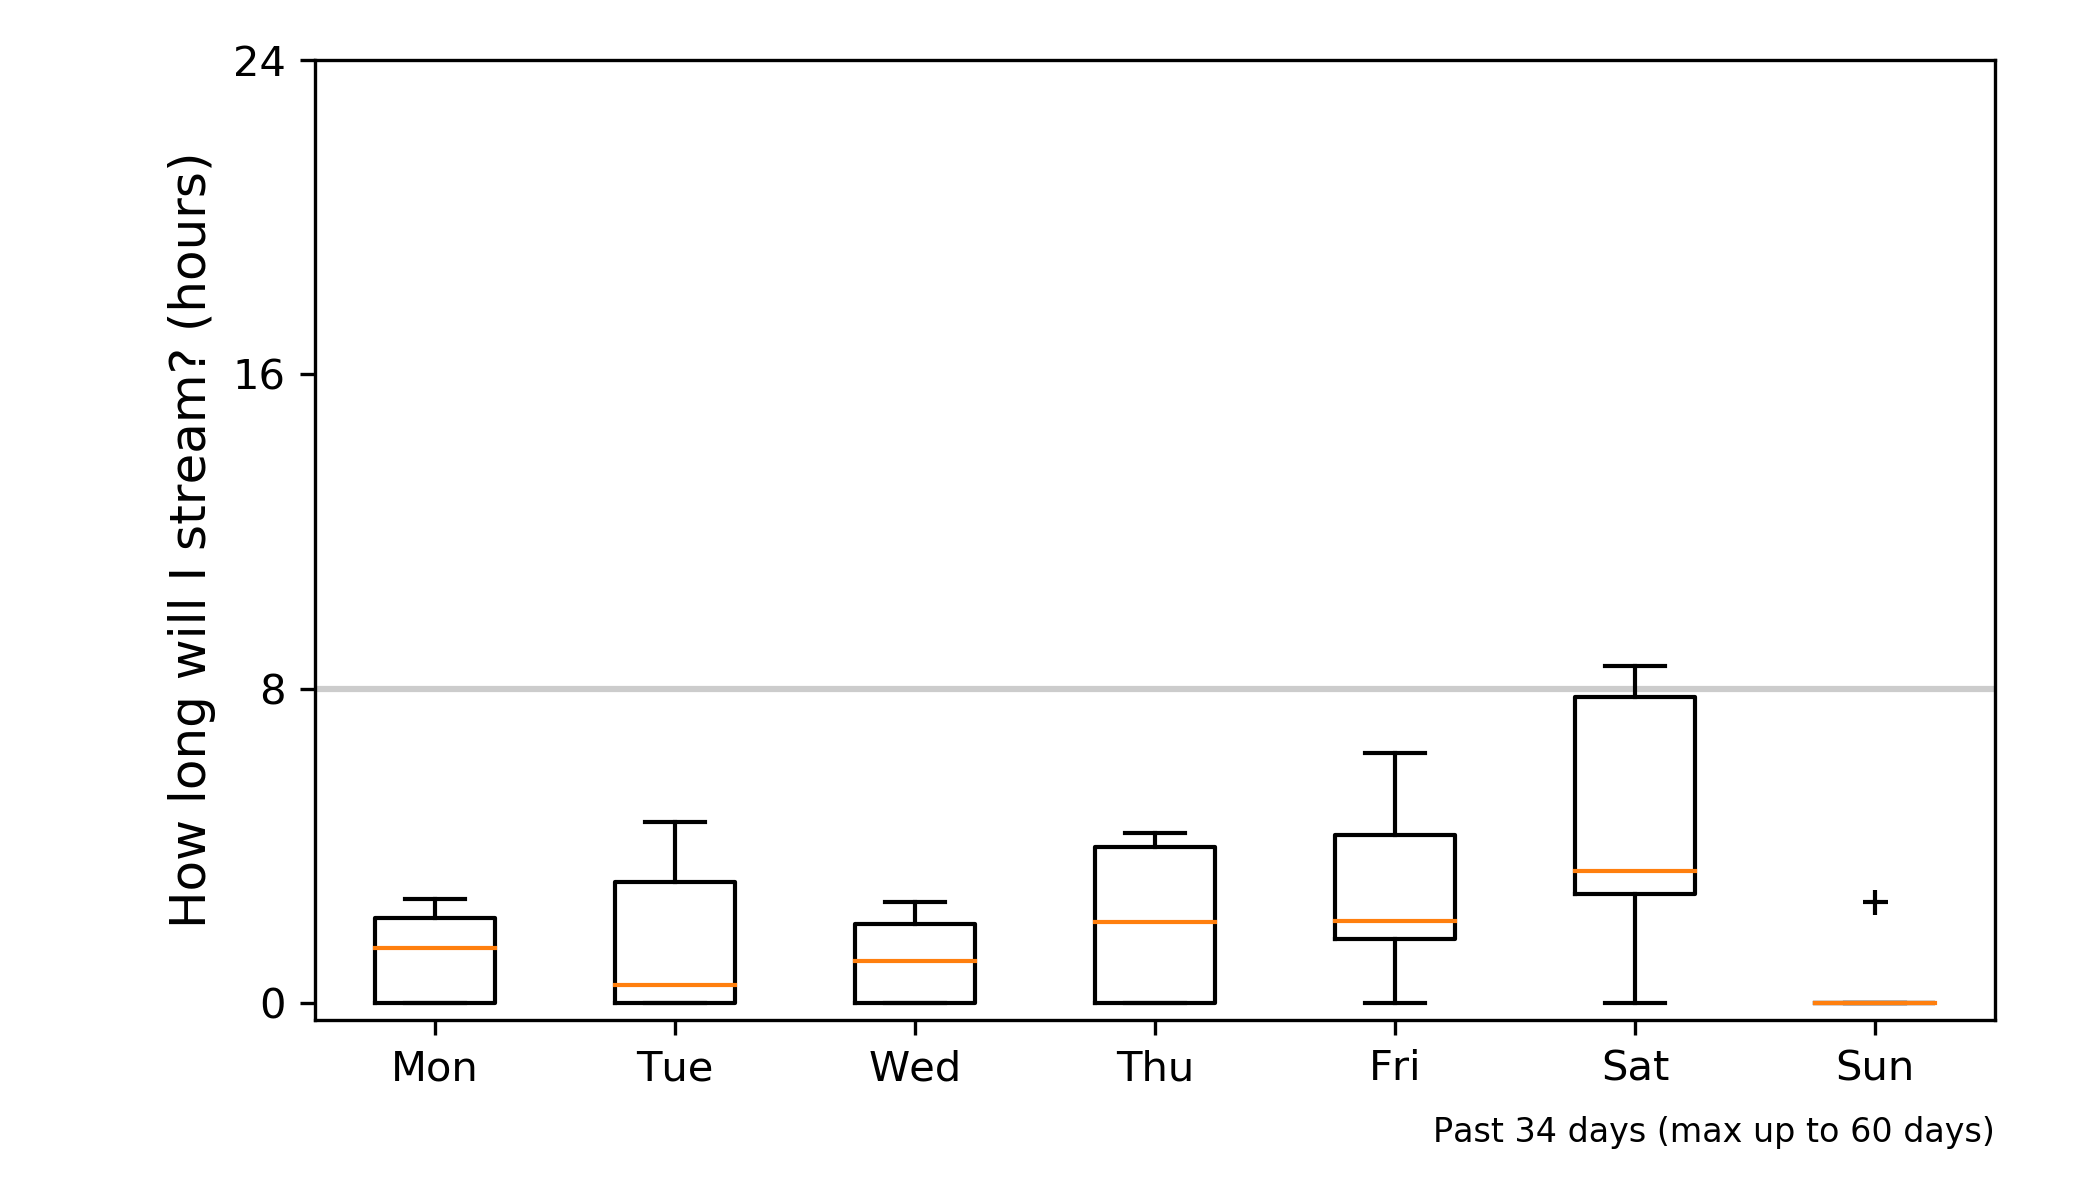 How long will I stream? (hours)
24
16
8
0
Mon Tue Wed Thu Fri Sat Sun
Past 34 days (max up to 60 days)